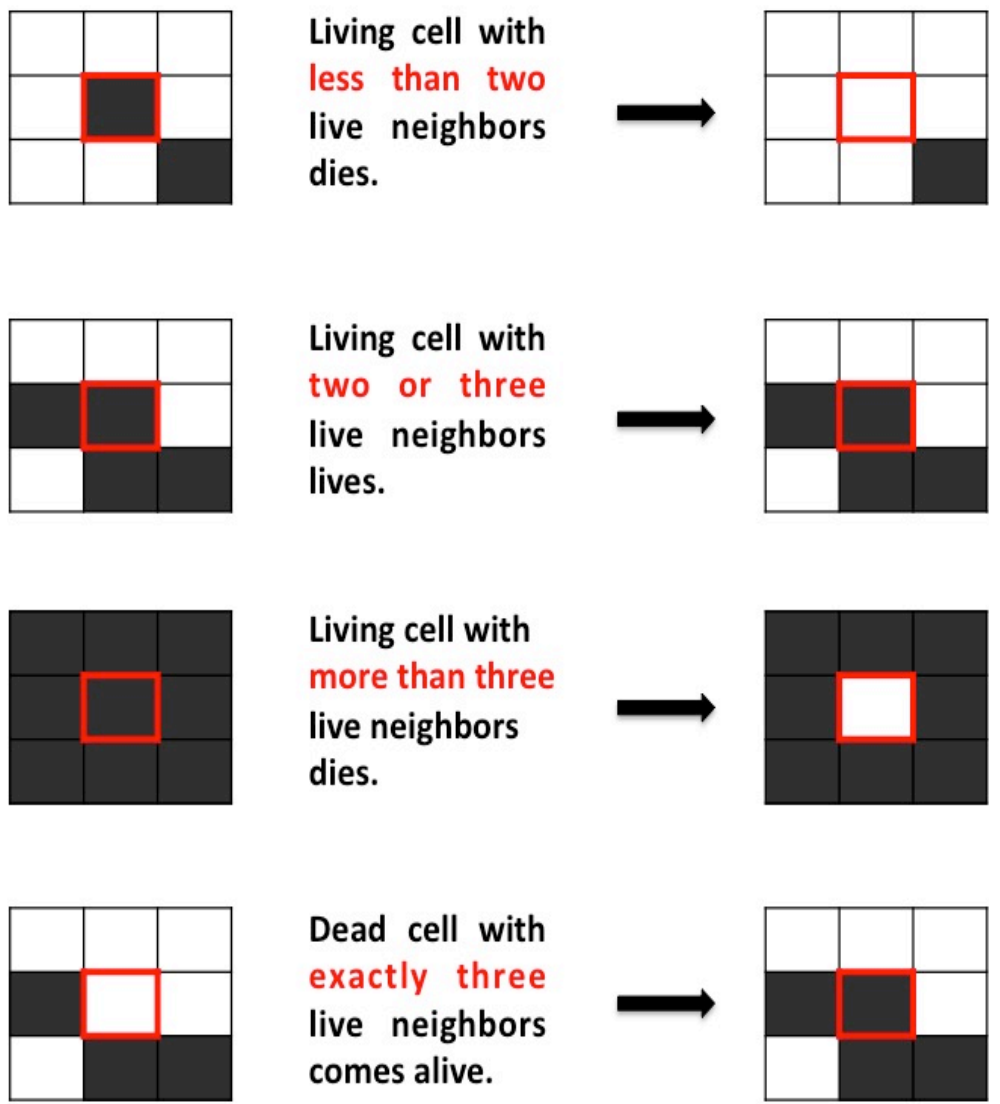 Living cell with
less than two
live neighbors
dies.
Living cell with
two or three
live neighbors
lives.
Living cell with
more than three
live neighbors
dies.
Dead cell with
exactly three
live neighbors
comes alive.